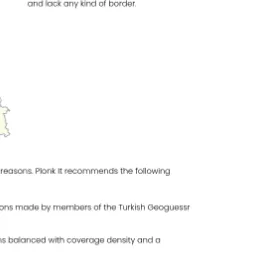 and lack any kind of border.
reasons. Plonk It recommends the following
ons made by members of the Turkish Geoguessr
s balanced with coverage density and a